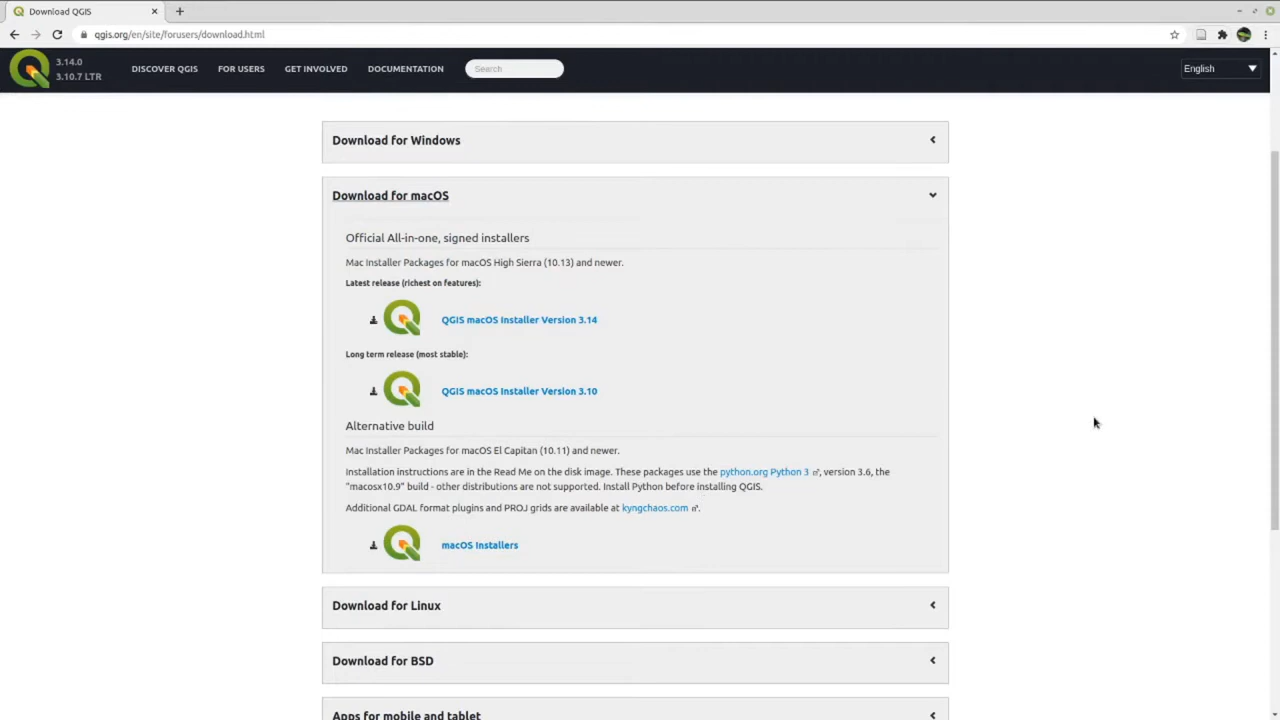 Download QGIS
qgis.org/en/site/forusers/download.html
3.14.0
3.10.7 LTR
DISCOVER QGIS
FOR USERS
GET INVOLVED
DOCUMENTATION
Search
English
Download for Windows
Download for macOS
Official All-in-one, signed installers
Mac Installer Packages for macOS High Sierra (10.13) and newer.
Latest release (richest on features):
QGIS macOS Installer Version 3.14
Long term release (most stable):
QGIS macOS Installer Version 3.10
Alternative build
Mac Installer Packages for macOS El Capitan (10.11) and newer.
Installation instructions are in the Read Me on the disk image. These packages use the python.org Python 3, version 3.6, the
"macosx10.9" build - other distributions are not supported. Install Python before installing QGIS.
Additional GDAL format plugins and PROJ grids are available at kyngchaos.com.
macOS Installers
Download for Linux
Download for BSD
Apps for mobile and tablet